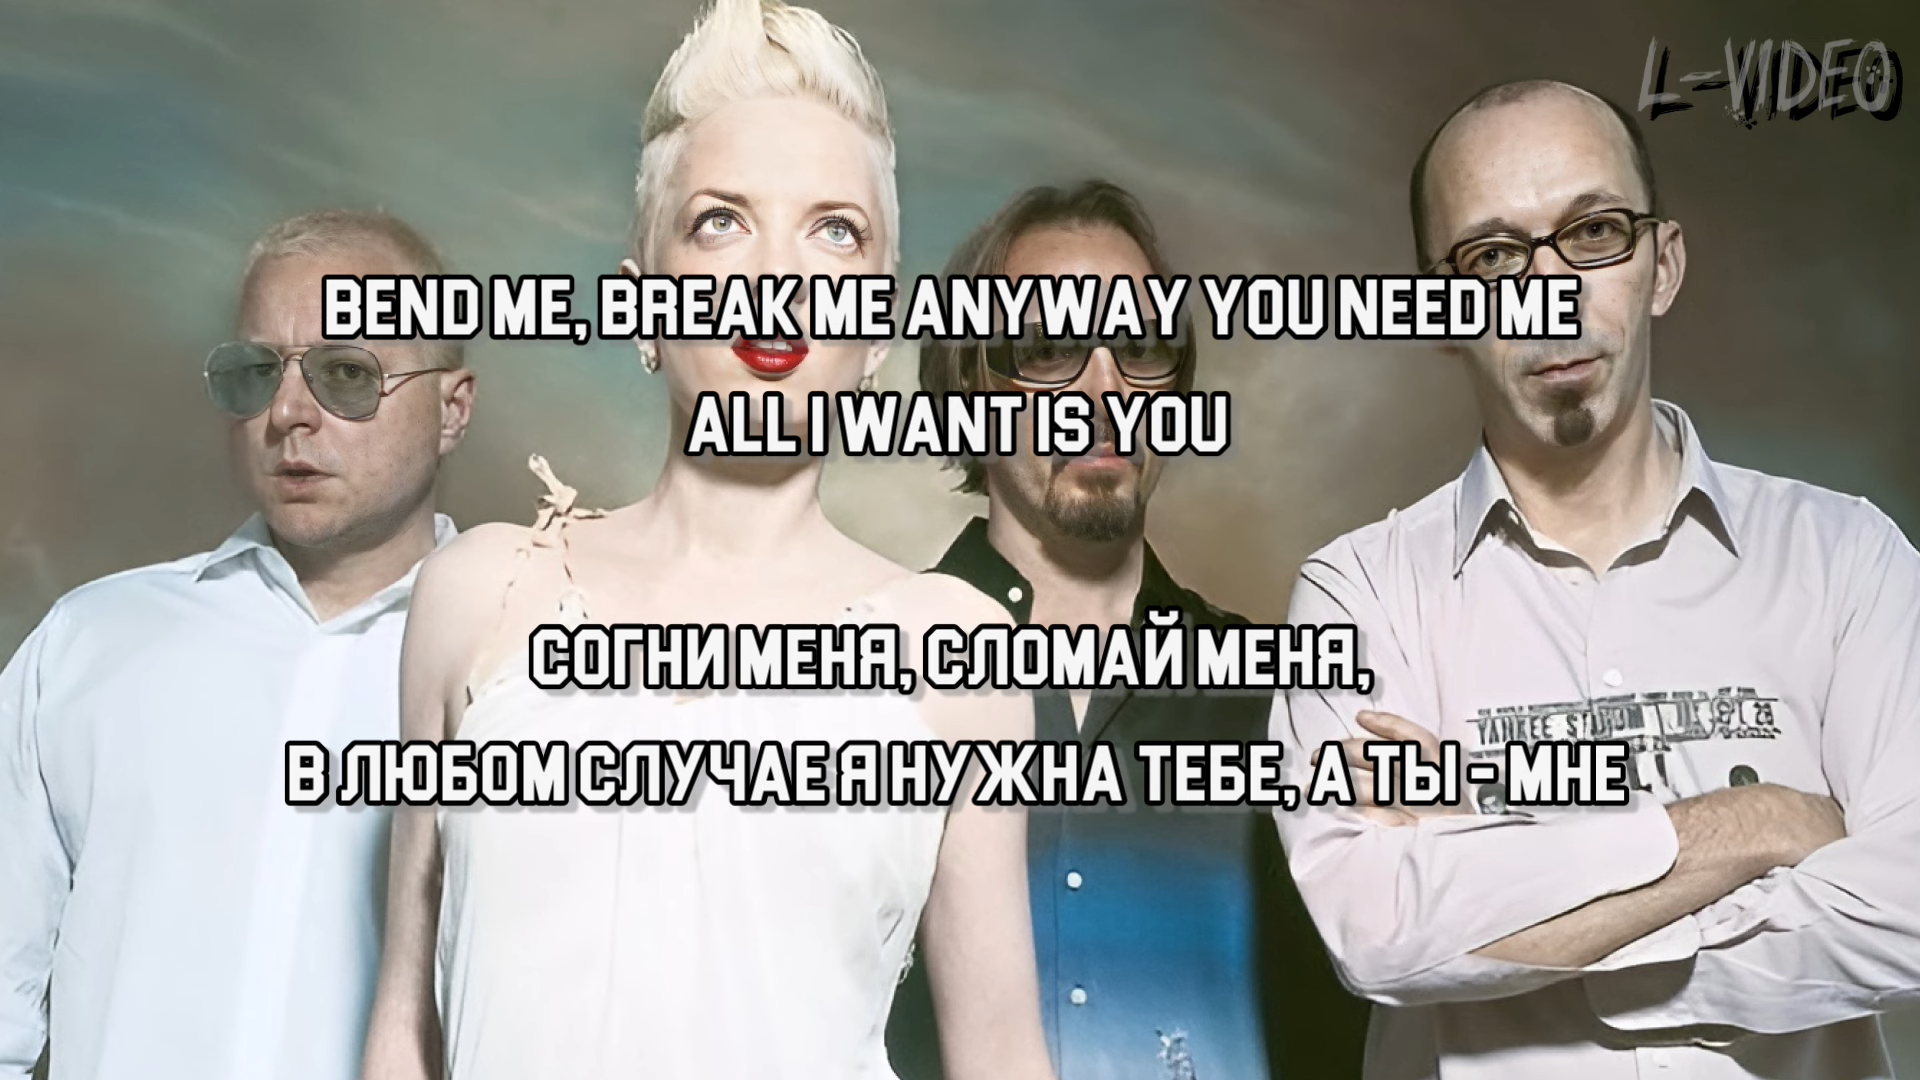 L-VIDEO
BEND ME, BREAK ME ANYWAY YOU NEED ME
ALL I WANT IS YOU
СОГНИ МЕНЯ, СЛОМАЙ МЕНЯ,
В ЛЮБОМ СЛУЧАЕ Я НУЖНА ТЕБЕ, А ТЫ - МНЕ
YANKEE